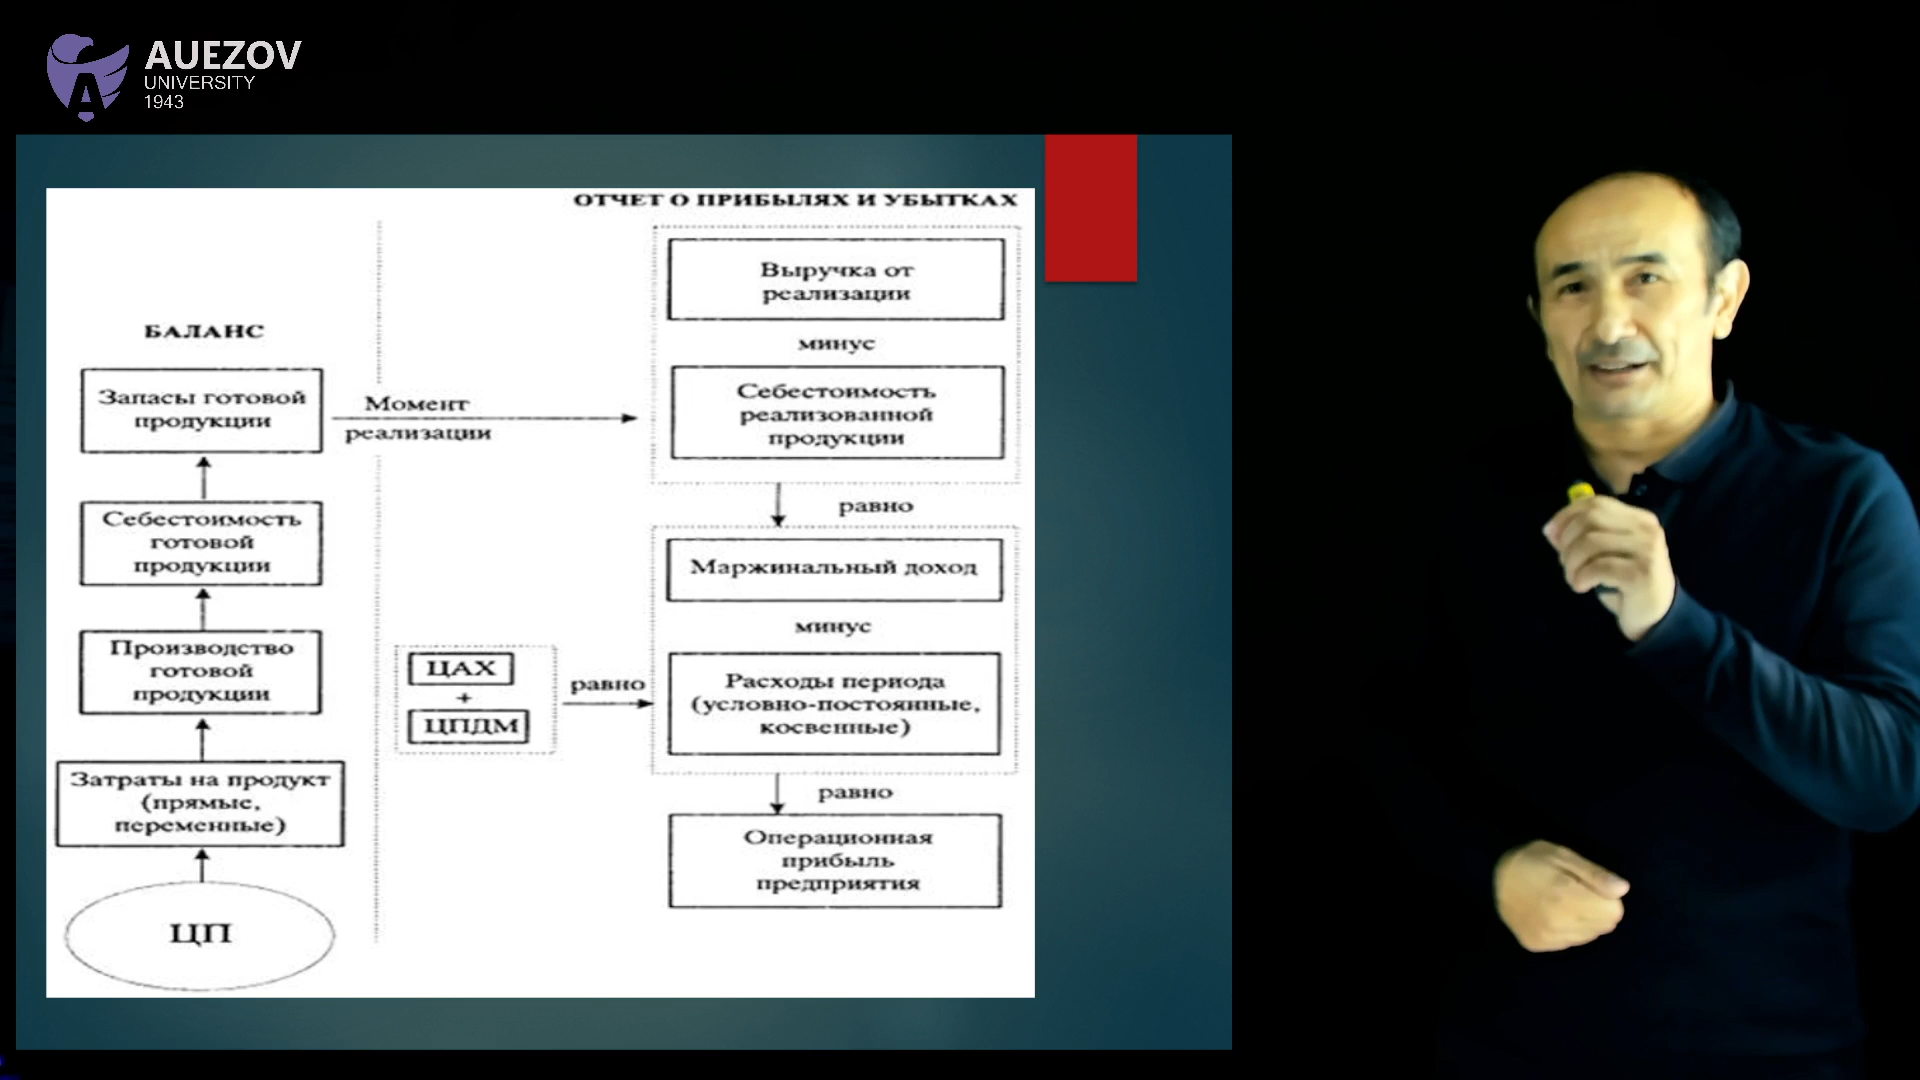 AUEZOV
UNIVERSITY
1943
ОТЧЕТ О ПРИБЫЛЯХ И УБЫТКАХ
Выручка от
реализации
минус
Себестоимость
реализованной
продукции
равно
Маржинальный доход
минус
Расходы периода
(условно-постоянные,
косвенные)
равно
Операционная
прибыль
предприятия
БАЛАНС
Запасы готовой
продукции
Момент
реализации
Себестоимость
готовой
продукции
Производство
готовой
продукции
Затраты на продукт
(прямые,
переменные)
ЦП
ЦАХ
+
ЦПДМ
равно